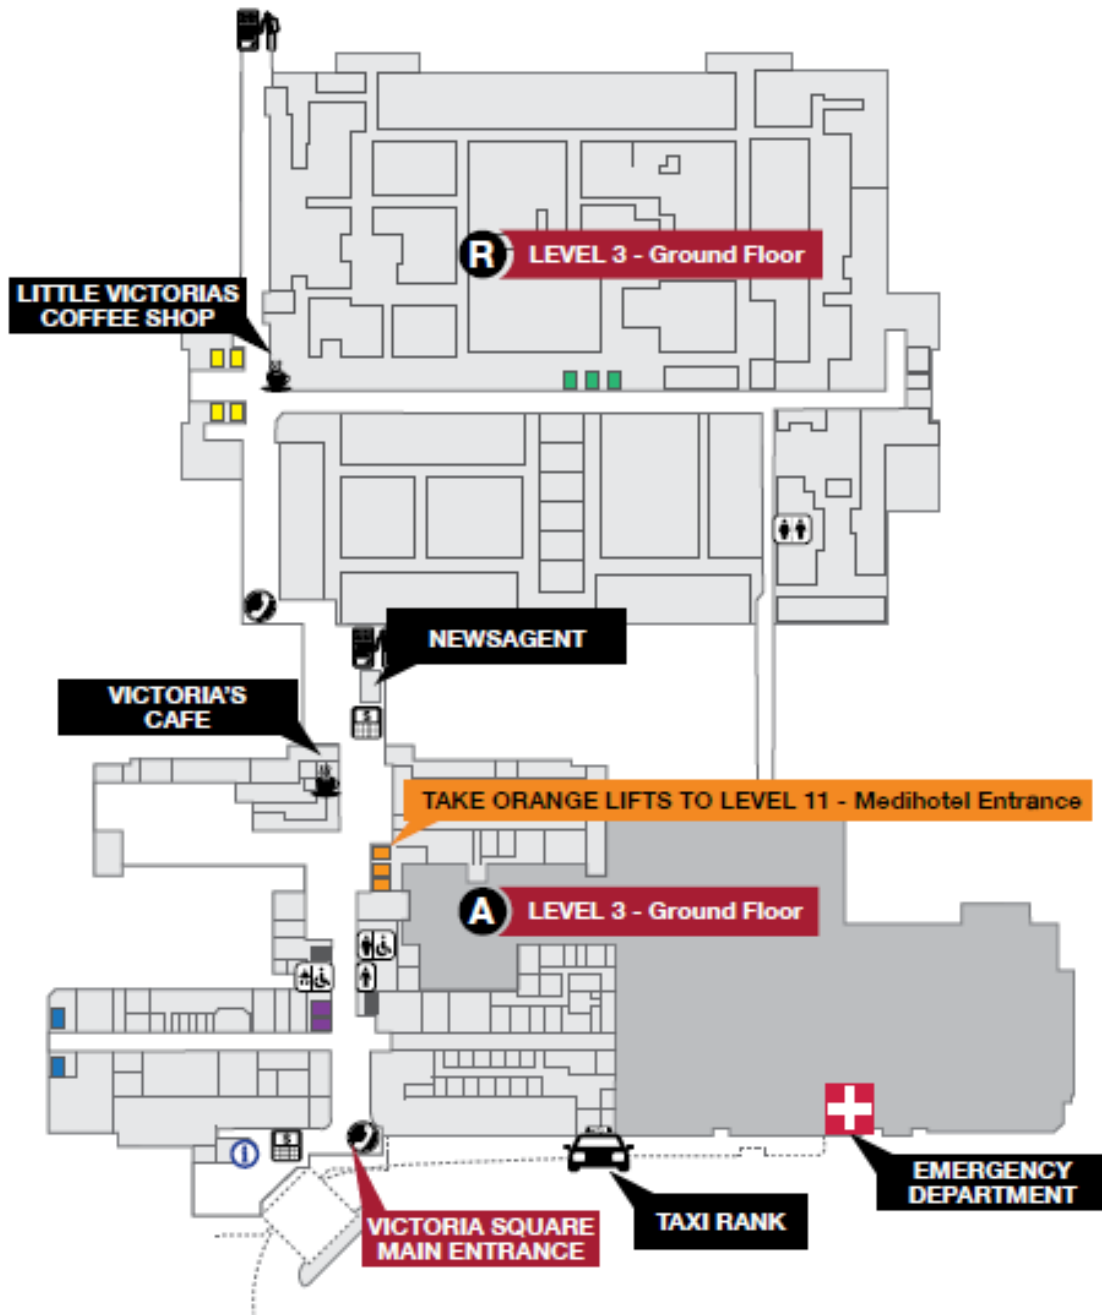 R
LEVEL 3 - Ground Floor
LITTLE VICTORIAS
COFFEE SHOP
NEWSAGENT
VICTORIA'S
CAFE
$
TAKE ORANGE LIFTS TO LEVEL 11 - Medihotel Entrance
A
LEVEL 3 - Ground Floor
i
$
EMERGENCY
DEPARTMENT
TAXI RANK
VICTORIA SQUARE
MAIN ENTRANCE